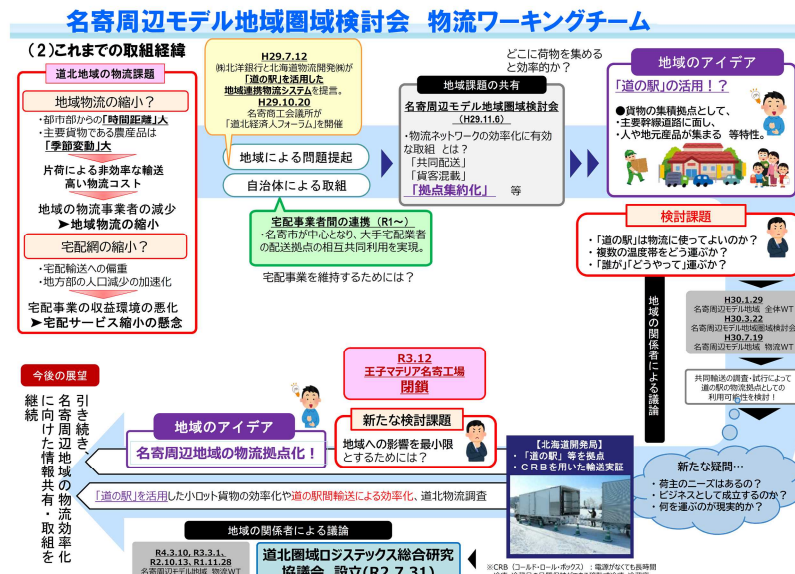 名寄周辺モデル地域圏域検討会　物流ワーキングチーム
（２）これまでの取組経緯
道北地域の物流課題
地域物流の縮小？
・都市部からの「時間距離」大
・主要貨物である農産品は
「季節変動」大
片荷による非効率な輸送
高い物流コスト
地域の物流事業者の減少
➤地域物流の縮小
宅配網の縮小？
・宅配輸送への偏重
・地方部の人口減少の加速化
宅配事業の収益環境の悪化
➤宅配サービス縮小の懸念
H29.7.12
㈱北洋銀行と北海道物流開発㈱が
「道の駅」を活用した
地域連携物流システムを提言。
H29.10.20
名寄商工会議所が
「道北経済人フォーラム」を開催
地域による問題提起
自治体による取組
宅配事業者間の連携（R1～）
・名寄市が中心となり、大手宅配業者
の配送拠点の相互共同利用を実現。
宅配事業を維持するためには？
地域課題の共有
名寄周辺モデル地域圏域検討会
（H29.11.6）
・物流ネットワークの効率化に有効
な取組 とは？
「共同配送」
「貨客混載」
「拠点集約化」　等
どこに荷物を集める
と効率的か？
地域のアイデア
「道の駅」の活用！？
●貨物の集積拠点として、
・主要幹線道路に面し、
・人や地元産品が集まる 等特性。
検討課題
・「道の駅」は物流に使ってよいのか？
・複数の温度帯をどう運ぶか？
・「誰が」「どうやって」運ぶか？
地域の関係者による議論
H30.1.29
名寄周辺モデル地域 全体WT
H30.3.22
名寄周辺モデル地域圏域検討会
H30.7.19
名寄周辺モデル地域 物流WT
共同輸送の調査・試行によって
道の駅の物流拠点としての
利用可能性を検討！
新たな疑問…
・荷主のニーズはあるの？
・ビジネスとして成立するのか？
・何を運ぶのが現実的か？
【北海道開発局】
・「道の駅」等を拠点
・ＣＲＢを用いた輸送実証
※CRB（コールド・ロール・ボックス）：電源がなくても長時間
R3.12
王子マテリア名寄工場
閉鎖
新たな検討課題
地域への影響を最小限
とするためには？
地域のアイデア
名寄周辺地域の物流拠点化！
「道の駅」を活用した小ロット貨物の効率化や道の駅間輸送による効率化、道北物流調査
地域の関係者による議論
R4.3.10, R3.3.1、
R2.10.13、R1.11.28
名寄周辺モデル地域 物流WT
道北圏域ロジステックス総合研究
協議会 設立(R2.7.31)
今後の展望
引き続き、
名寄周辺地域の物流効率化
に向けた情報共有・取組を
継続